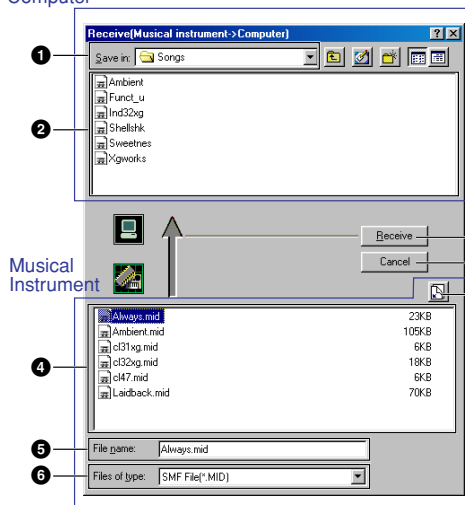 Computer
Receive(Musical instrument->Computer)
1
Save in: Songs
2
Ambient
Funct_u
Ind32xg
Shellshk
Sweetnes
Xgworks
Receive
Cancel
Musical
Instrument
Always.mid 23KB
Ambient.mid 105KB
cl31xg.mid 6KB
cl32xg.mid 18KB
4
cl47.mid 6KB
Laidback.mid 70KB
5
File name: Always.mid
6
Files of type: SMF File(*.MID)